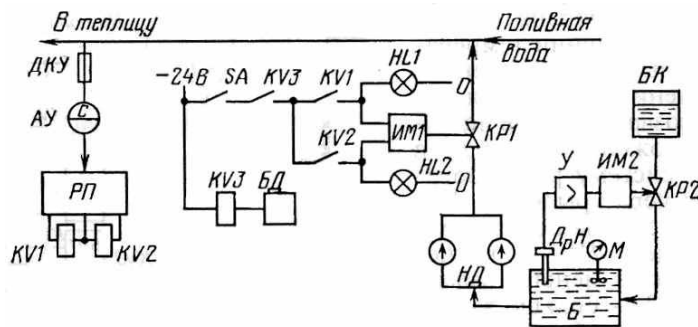 В теплицу
Поливная
вода
ДКУ
АУ
С
РП
KV1
KV2
−24В
SA
KV3
KV1
HL1
0
KV2
ИМ1
КР1
HL2
0
KV3
БД
НД
БК
У
ИМ2
КР2
ДрН
М
Б